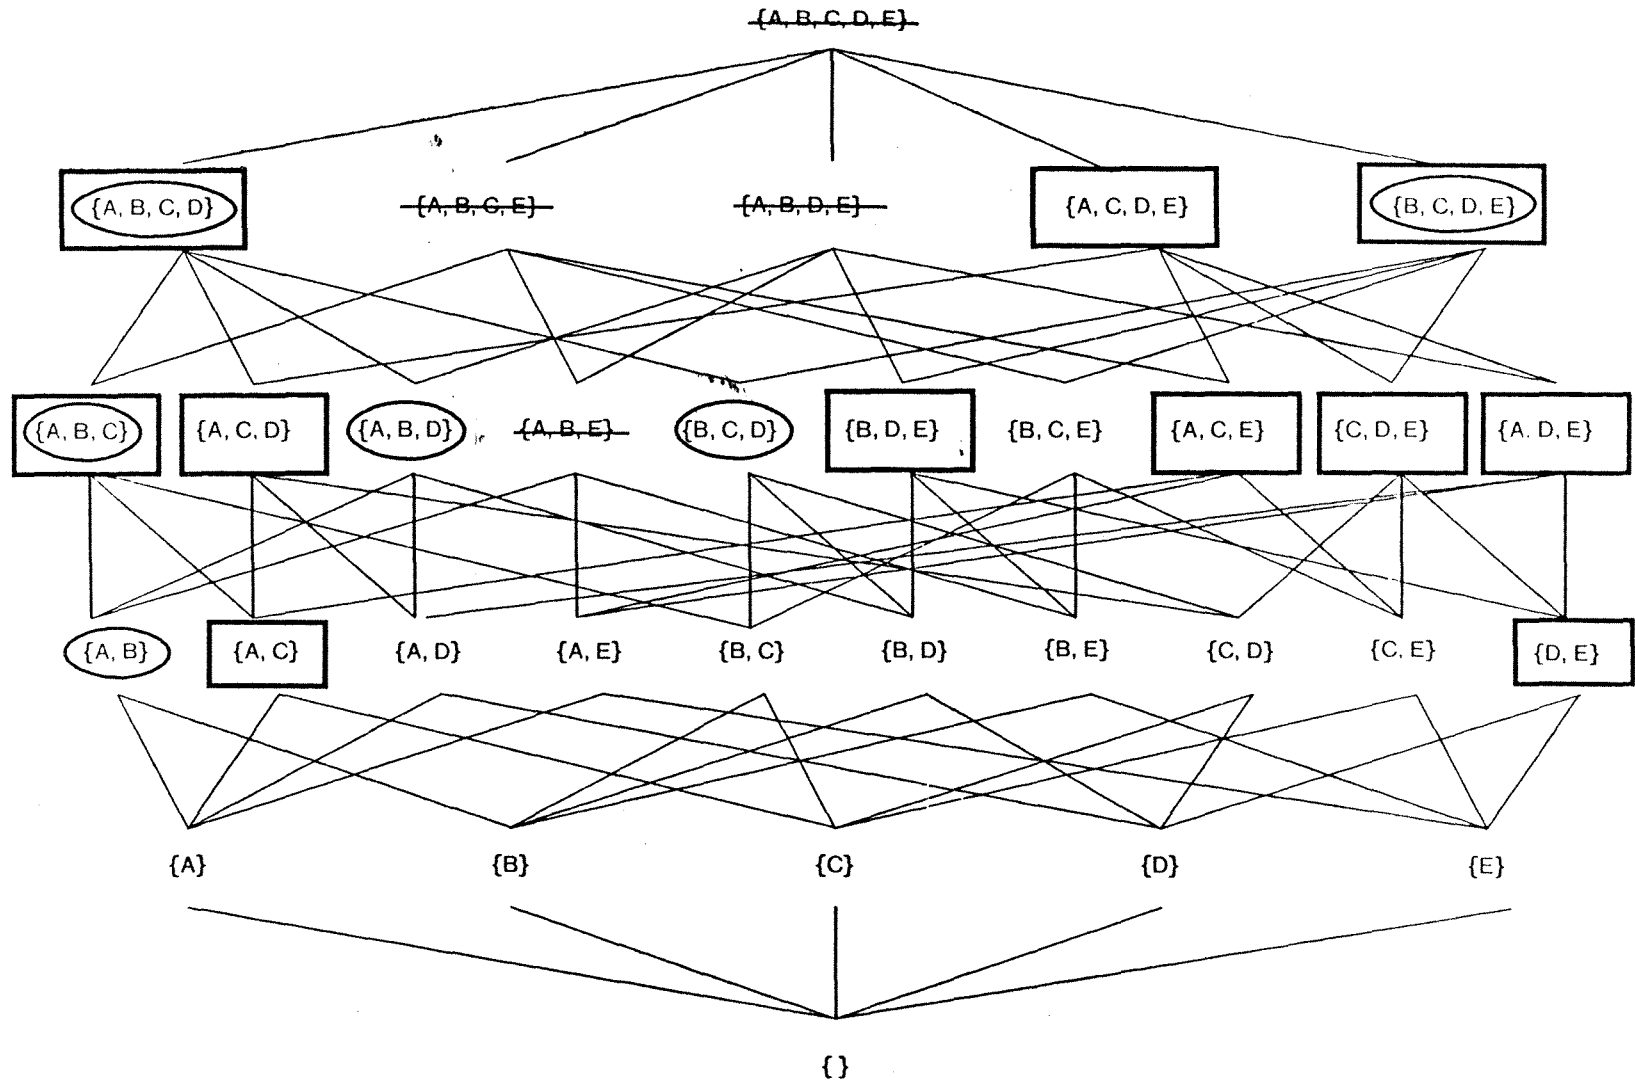 {A, B, C, D, E}
{A, B, C, D} {A, B, C, E} {A, B, D, E} {A, C, D, E} {B, C, D, E}
{A, B, C} {A, C, D} {A, B, D} {A, B, E} {B, C, D} {B, D, E} {B, C, E} {A, C, E} {C, D, E} {A. D, E}
{A, B} {A, C} {A, D} {A, E} {B, C} {B, D} {B, E} {C, D} {C, E} {D, E}
{A} {B} {C} {D} {E}
{ }